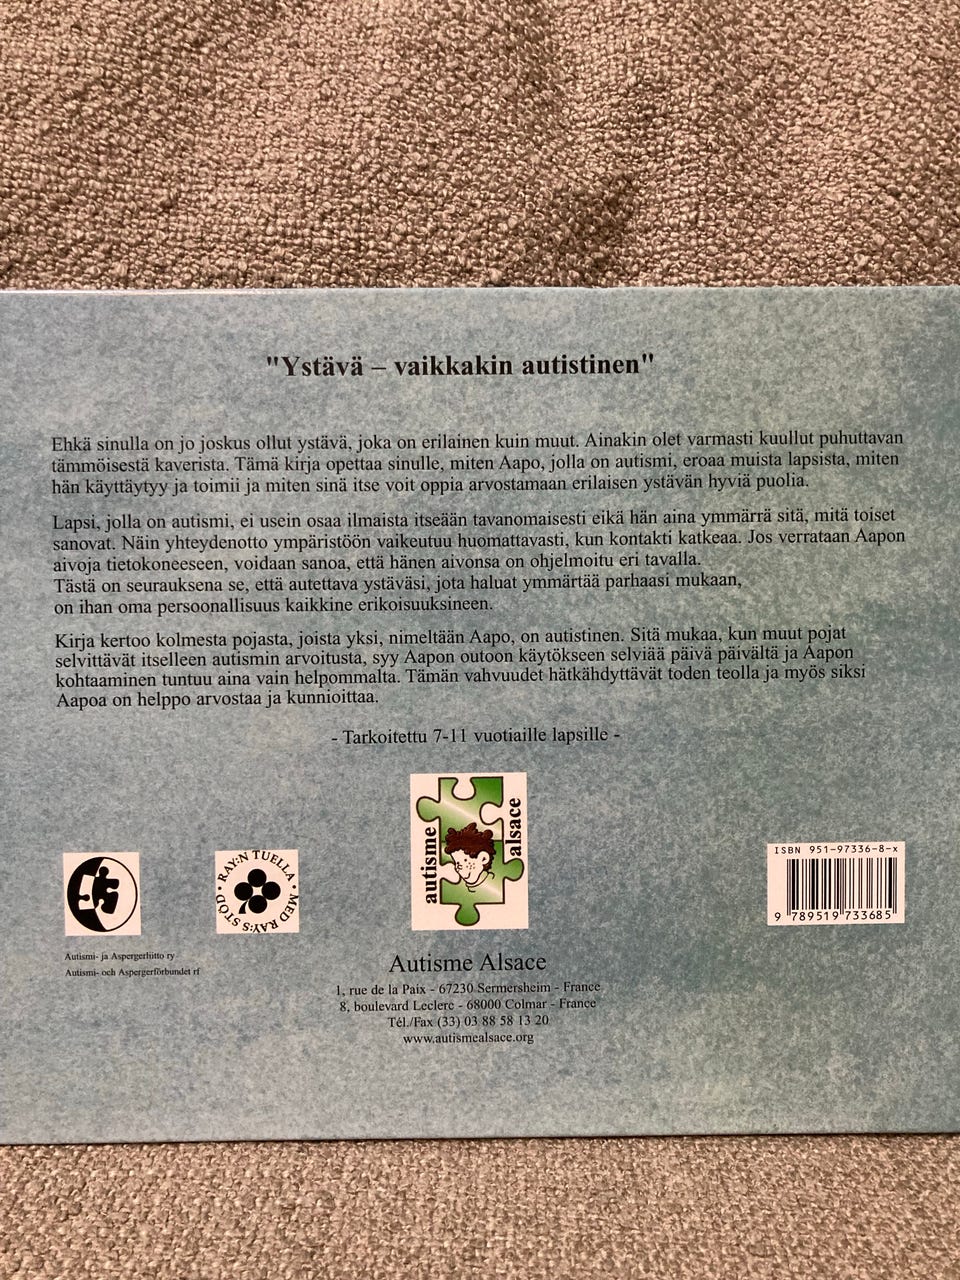 "Ystävä – vaikkakin autistinen"
Ehkä sinulla on jo joskus ollut ystävä, joka on erilainen kuin muut. Ainakin olet varmasti kuullut puhuttavan
tämmöisestä kaverista. Tämä kirja opettaa sinulle, miten Aapo, jolla on autismi, eroaa muista lapsista, miten
hän käyttäytyy ja toimii ja miten sinä itse voit oppia arvostamaan erilaisen ystävän hyviä puolia.
Lapsi, jolla on autismi, ei usein osaa ilmaista itseään tavanomaisesti eikä hän aina ymmärrä sitä, mitä toiset
sanovat. Näin yhteydenotto ympäristöön vaikeutuu huomattavasti, kun kontakti katkeaa. Jos verrataan Aapon
aivoja tietokoneeseen, voidaan sanoa, että hänen aivonsa on ohjelmoitu eri tavalla.
Tästä on seurauksena se, että autettava ystäväsi, jota haluat ymmärtää parhaasi mukaan,
on ihan oma persoonallisuus kaikkine erikoisuuksineen.
Kirja kertoo kolmesta pojasta, joista yksi, nimeltään Aapo, on autistinen. Sitä mukaa, kun muut pojat
selvittävät itselleen autismin arvoitusta, syy Aapon outoon käytökseen selviää päivä päivältä ja Aapon
kohtaaminen tuntuu aina vain helpommalta. Tämän vahvuudet hätkähdyttävät toden teolla ja myös siksi
Aapoa on helppo arvostaa ja kunnioittaa.
- Tarkoitettu 7-11 vuotiaille lapsille -
autisme
alsace
RAY:N TUELLA • MED RAY:S STÖD •
ISBN 951-97336-8-x
9 789519 733685
Autismi- ja Aspergerliitto ry
Autismi- och Aspergerförbundet rf
Autisme Alsace
1, rue de la Paix - 67230 Sermersheim - France
8, boulevard Leclerc - 68000 Colmar - France
Tél./Fax (33) 03 88 58 13 20
www.autismealsace.org